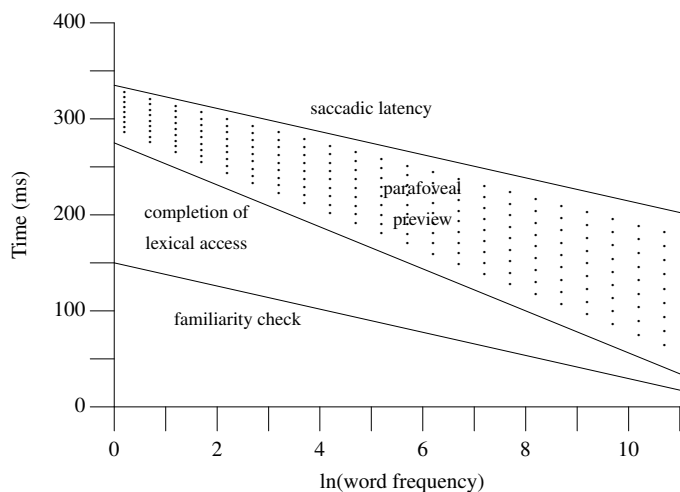 400
300
200
100
0
Time (ms)
saccadic latency
parafoveal
preview
completion of
lexical access
familiarity check
0 2 4 6 8 10
ln(word frequency)